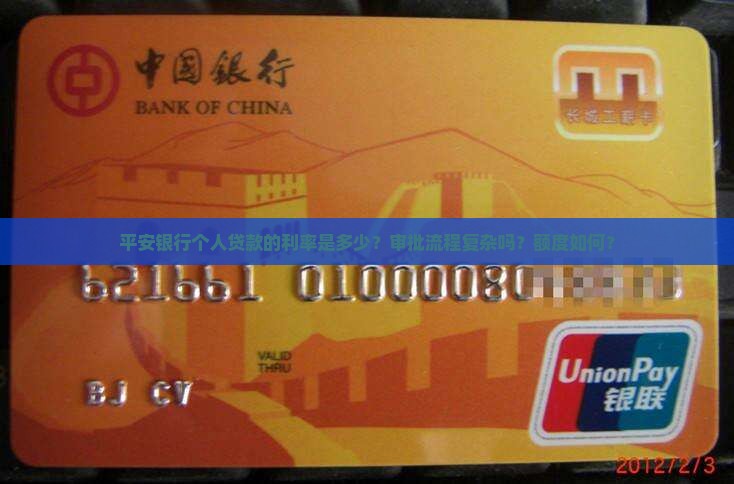 中国銀行
BANK OF CHINA
长城工薪卡
平安银行个人贷款的利率是多少？审批流程复杂吗？额度如何？
621661 01000080
VALID
THRU
BJ CV
UnionPay
银联
2012/2/3